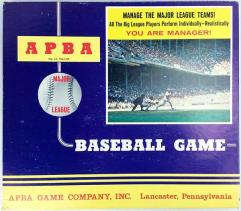 MANAGE THE MAJOR LEAGUE TEAMS!
All The Big League Players Perform Individually—Realistically
YOU ARE MANAGER!
APBA
MAJOR
LEAGUE
BASEBALL GAME
APBA GAME COMPANY, INC. Lancaster, Pennsylvania